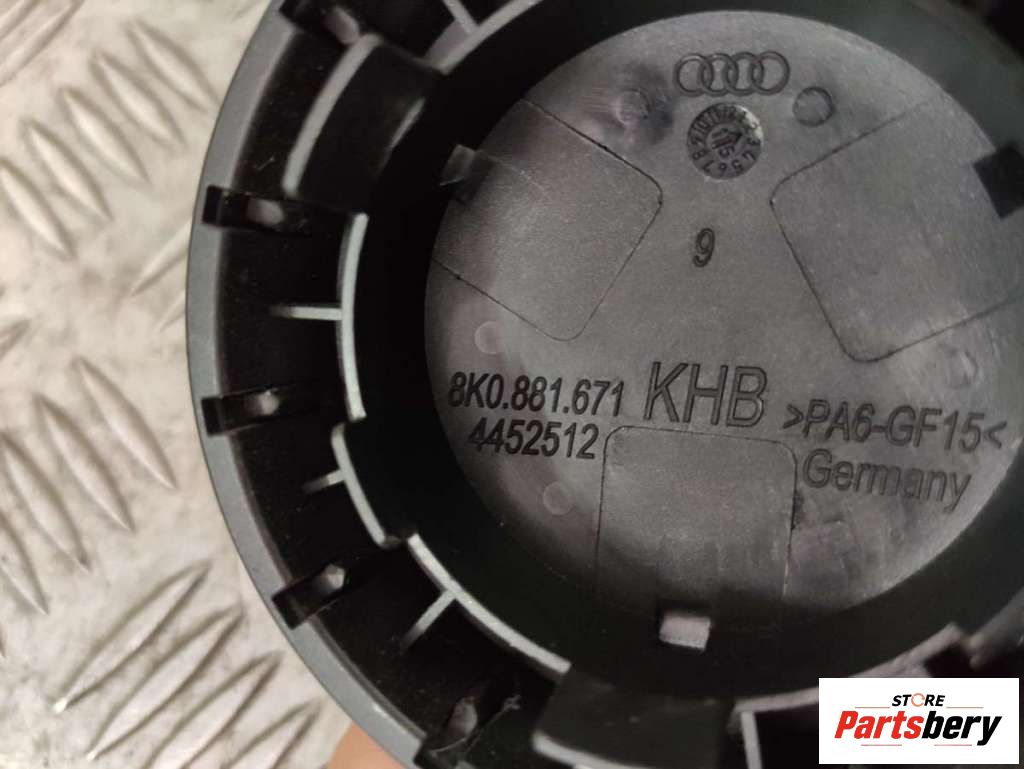 9
8K0.881.671 KHB >PA6-GF15<
4452512 Germany
STORE
Partsbery